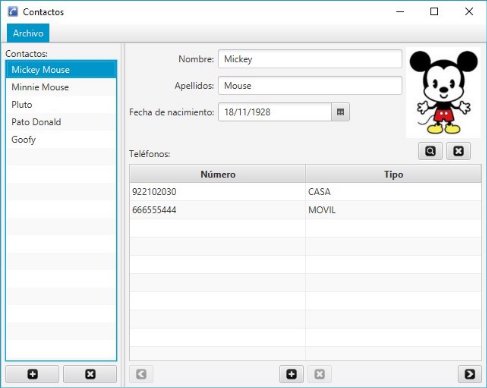 Contactos
Archivo
Contactos:
Mickey Mouse
Minnie Mouse
Pluto
Pato Donald
Goofy
Nombre: Mickey
Apellidos: Mouse
Fecha de nacimiento: 18/11/1928
Teléfonos:
Número Tipo
922102030 CASA
666555444 MOVIL